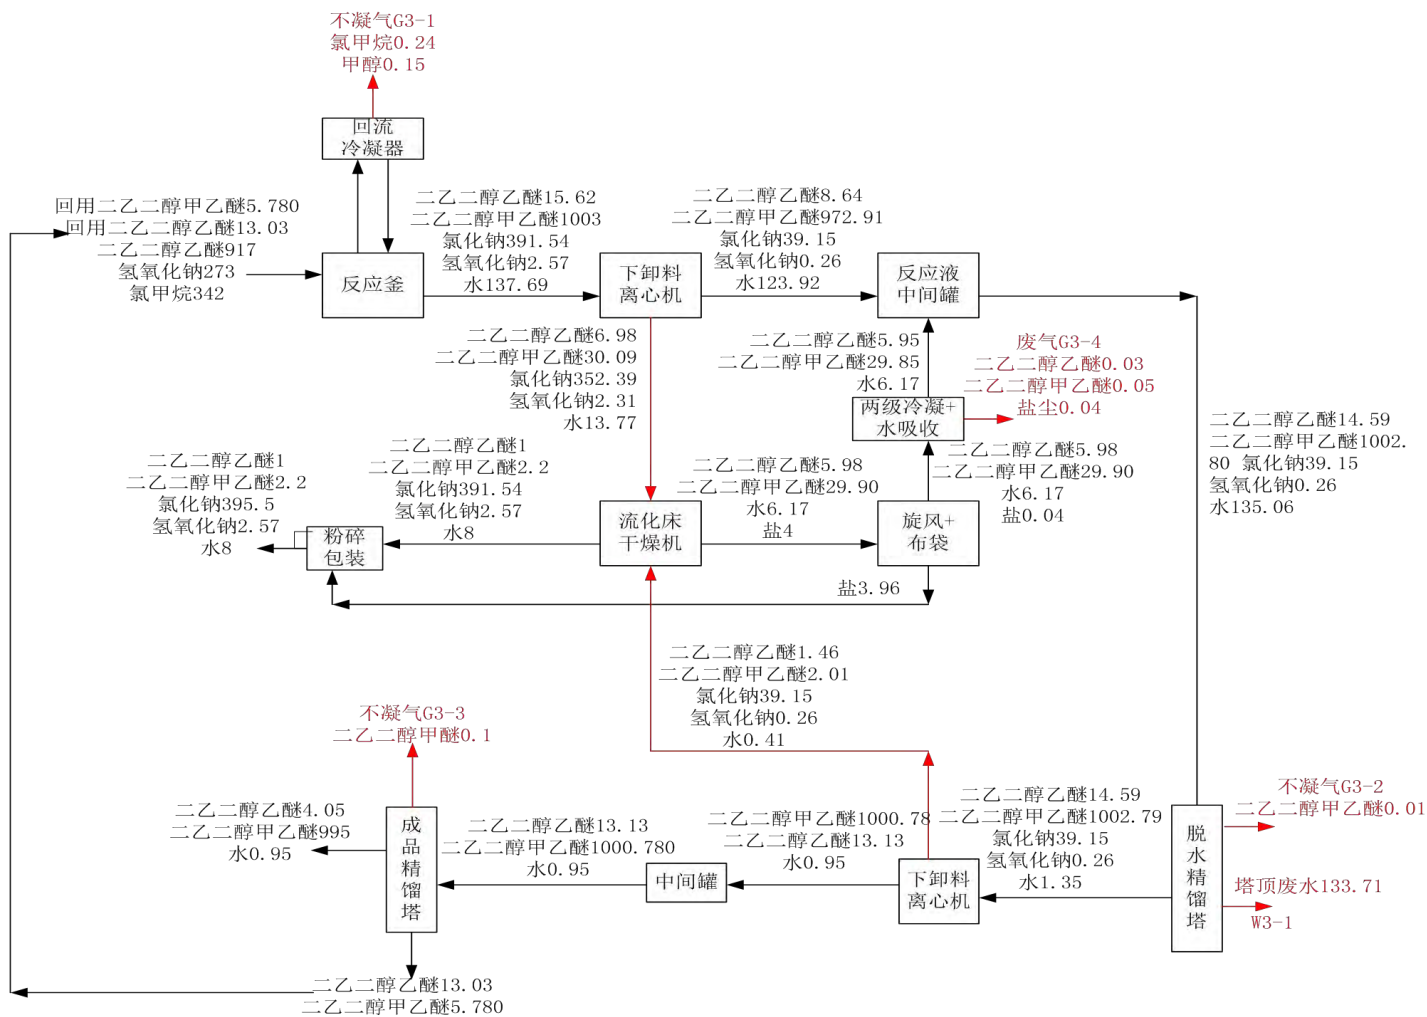 不凝气G3-1
氯甲烷0.24
甲醇0.15
回流
冷凝器
回用二乙二醇甲乙醚5.780
回用二乙二醇乙醚13.03
二乙二醇乙醚917
氢氧化钠273
氯甲烷342
反应釜
二乙二醇乙醚15.62
二乙二醇甲乙醚1003
氯化钠391.54
氢氧化钠2.57
水137.69
下卸料
离心机
二乙二醇乙醚8.64
二乙二醇甲乙醚972.91
氯化钠39.15
氢氧化钠0.26
水123.92
反应液
中间罐
二乙二醇乙醚6.98
二乙二醇甲乙醚30.09
氯化钠352.39
氢氧化钠2.31
水13.77
二乙二醇乙醚5.95
二乙二醇甲乙醚29.85
水6.17
废气G3-4
二乙二醇乙醚0.03
二乙二醇甲乙醚0.05
盐尘0.04
两级冷凝+
水吸收
二乙二醇乙醚14.59
二乙二醇甲乙醚1002.
80 氯化钠39.15
氢氧化钠0.26
水135.06
二乙二醇乙醚1
二乙二醇甲乙醚2.2
氯化钠395.5
氢氧化钠2.57
水8
粉碎
包装
二乙二醇乙醚1
二乙二醇甲乙醚2.2
氯化钠391.54
氢氧化钠2.57
水8
流化床
干燥机
二乙二醇乙醚5.98
二乙二醇甲乙醚29.90
水6.17
盐4
二乙二醇乙醚5.98
二乙二醇甲乙醚29.90
水6.17
盐0.04
旋风+
布袋
盐3.96
二乙二醇乙醚1.46
二乙二醇甲乙醚2.01
氯化钠39.15
氢氧化钠0.26
水0.41
不凝气G3-3
二乙二醇甲醚0.1
二乙二醇乙醚4.05
二乙二醇甲乙醚995
水0.95
成
品
精
馏
塔
二乙二醇乙醚13.13
二乙二醇甲乙醚1000.780
水0.95
中间罐
二乙二醇甲乙醚1000.78
二乙二醇乙醚13.13
水0.95
下卸料
离心机
二乙二醇乙醚14.59
二乙二醇甲乙醚1002.79
氯化钠39.15
氢氧化钠0.26
水1.35
脱
水
精
馏
塔
不凝气G3-2
二乙二醇甲乙醚0.01
塔顶废水133.71
W3-1
二乙二醇乙醚13.03
二乙二醇甲乙醚5.780